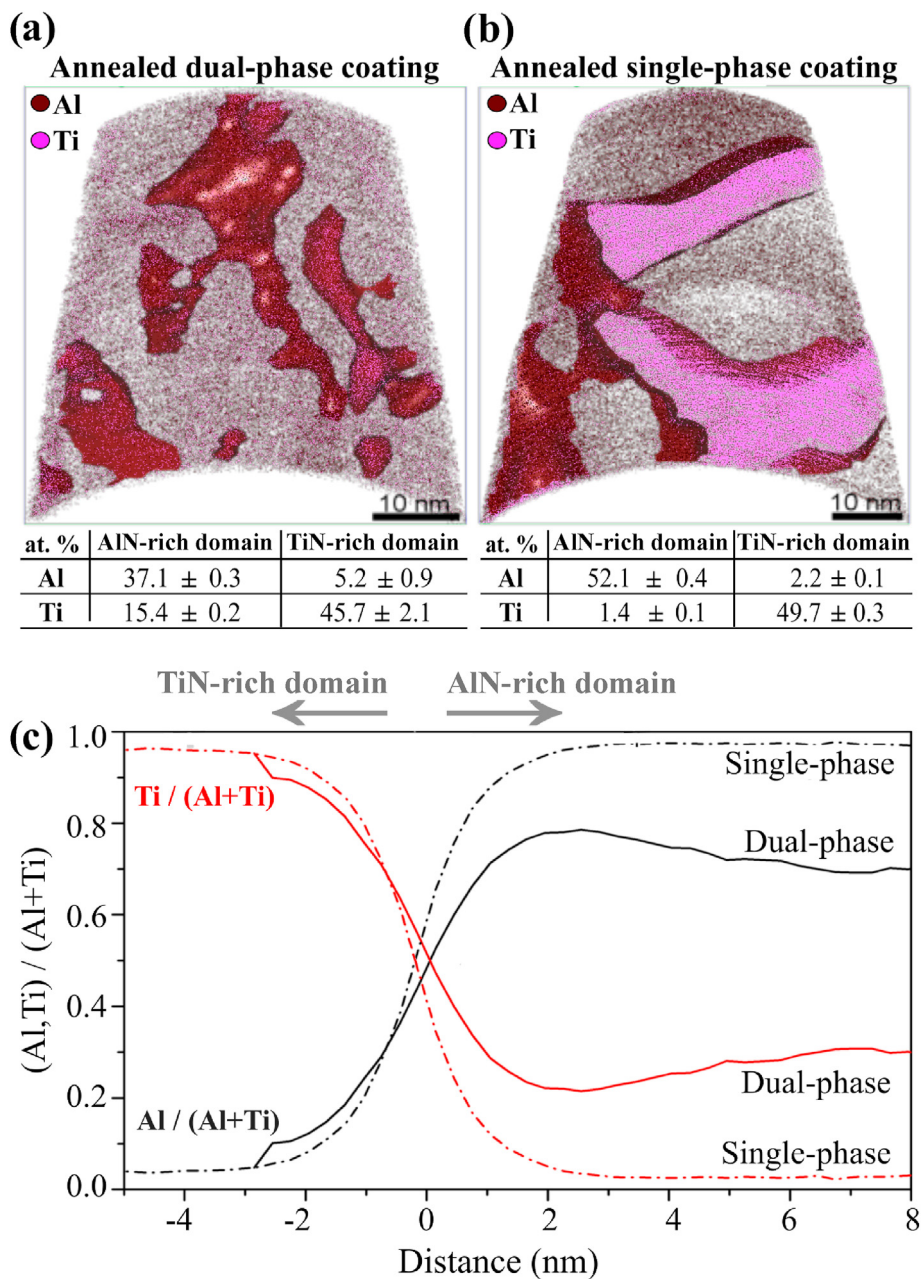 (a)
Annealed dual-phase coating
Al
Ti
10 nm
at. % AlN-rich domain TiN-rich domain
Al 37.1 ± 0.3 5.2 ± 0.9
Ti 15.4 ± 0.2 45.7 ± 2.1
(b)
Annealed single-phase coating
Al
Ti
10 nm
at. % AlN-rich domain TiN-rich domain
Al 52.1 ± 0.4 2.2 ± 0.1
Ti 1.4 ± 0.1 49.7 ± 0.3
(c)
TiN-rich domain AlN-rich domain
(Al,Ti) / (Al+Ti)
1.0
0.8
0.6
0.4
0.2
0.0
Ti / (Al+Ti)
Al / (Al+Ti)
Single-phase
Dual-phase
Dual-phase
Single-phase
-4 -2 0 2 4 6 8
Distance (nm)